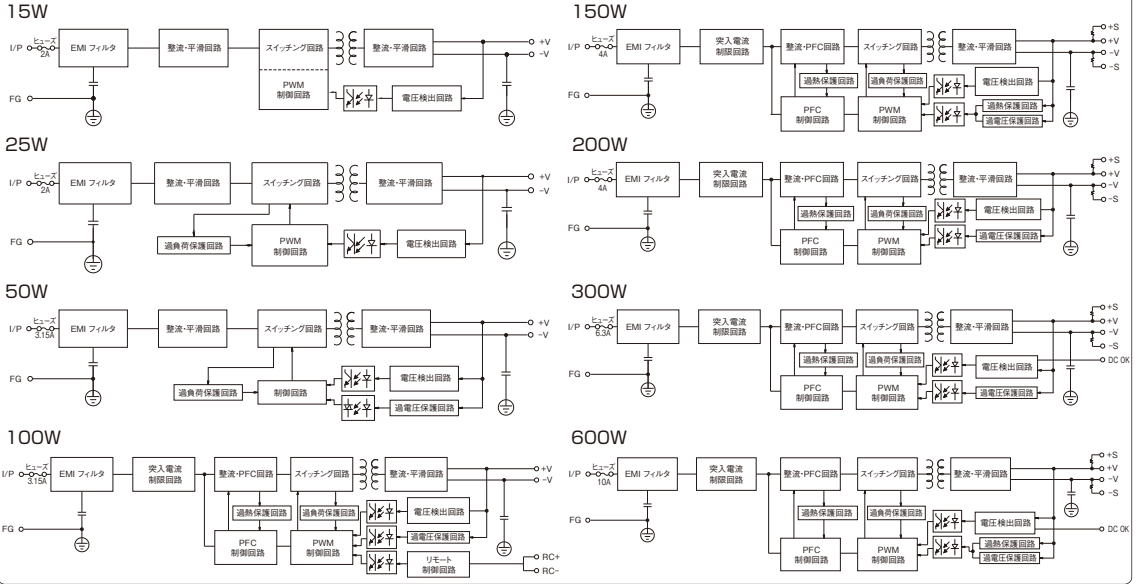 15W
I/P
ヒューズ
2A
EMI フィルタ
整流・平滑回路
スイッチング回路
整流・平滑回路
+V
-V
PWM
制御回路
電圧検出回路
FG
25W
I/P
ヒューズ
2A
EMI フィルタ
整流・平滑回路
スイッチング回路
整流・平滑回路
+V
-V
FG
過負荷保護回路
PWM
制御回路
電圧検出回路
50W
I/P
ヒューズ
3.15A
EMI フィルタ
整流・平滑回路
スイッチング回路
整流・平滑回路
+V
-V
FG
過負荷保護回路
制御回路
電圧検出回路
過電圧保護回路
100W
I/P
ヒューズ
3.15A
EMI フィルタ
突入電流
制限回路
整流・PFC回路
スイッチング回路
整流・平滑回路
+V
-V
過熱保護回路
過負荷保護回路
電圧検出回路
FG
PFC
制御回路
PWM
制御回路
過電圧保護回路
リモート
制御回路
RC+
RC-
150W
I/P
ヒューズ
4A
EMI フィルタ
突入電流
制限回路
整流・PFC回路
スイッチング回路
整流・平滑回路
+S
+V
-V
-S
過熱保護回路
過負荷保護回路
電圧検出回路
FG
PFC
制御回路
PWM
制御回路
過熱保護回路
過電圧保護回路
200W
I/P
ヒューズ
4A
EMI フィルタ
突入電流
制限回路
整流・PFC回路
スイッチング回路
整流・平滑回路
+S
+V
-V
-S
過熱保護回路
過負荷保護回路
電圧検出回路
FG
PFC
制御回路
PWM
制御回路
過電圧保護回路
300W
I/P
ヒューズ
6.3A
EMI フィルタ
突入電流
制限回路
整流・PFC回路
スイッチング回路
整流・平滑回路
+S
+V
-V
-S
DC OK
過熱保護回路
過負荷保護回路
電圧検出回路
FG
PFC
制御回路
PWM
制御回路
過電圧保護回路
600W
I/P
ヒューズ
10A
EMI フィルタ
突入電流
制限回路
整流・PFC回路
スイッチング回路
整流・平滑回路
+S
+V
-V
-S
過熱保護回路
過負荷保護回路
電圧検出回路
DC OK
FG
PFC
制御回路
PWM
制御回路
過熱保護回路
過電圧保護回路